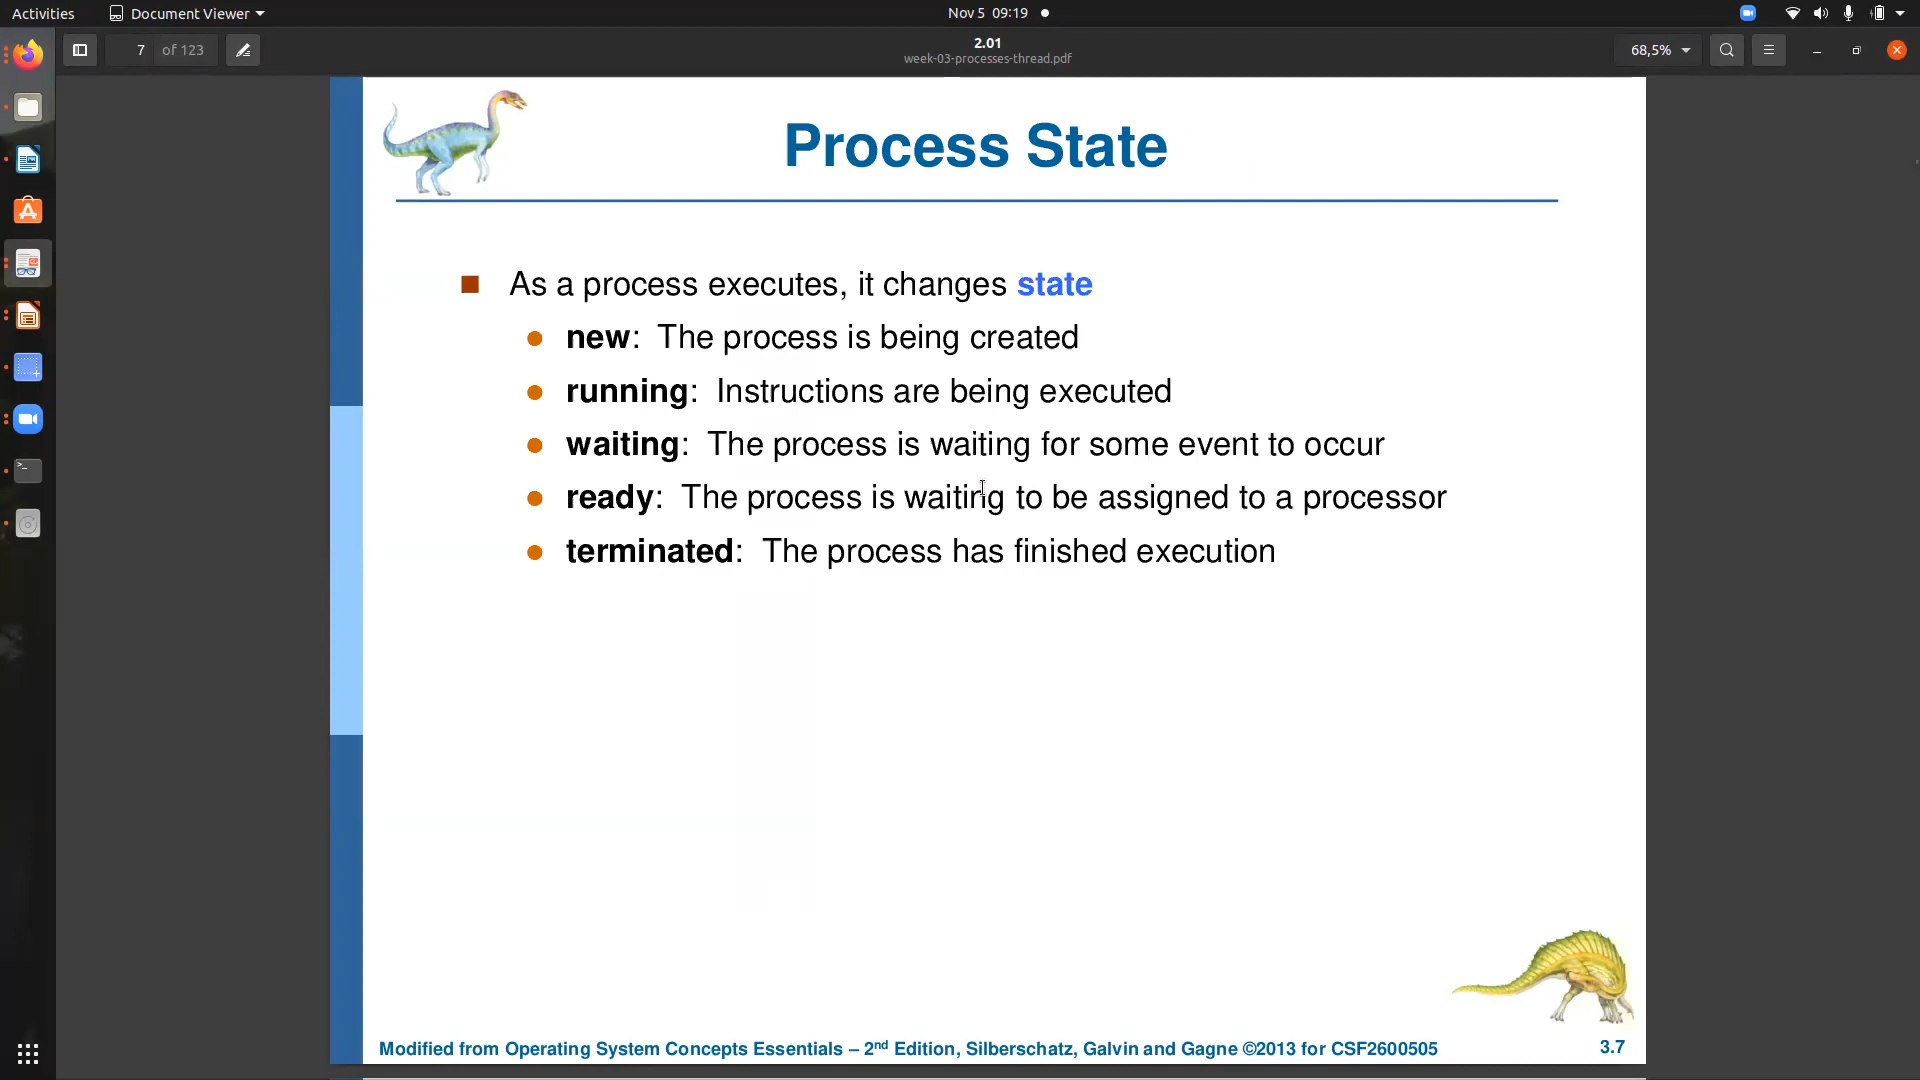 Activities
Document Viewer
Nov 5 09:19
7 of 123
2.01
week-03-processes-thread.pdf
68,5%
Process State
As a process executes, it changes state
new: The process is being created
running: Instructions are being executed
waiting: The process is waiting for some event to occur
ready: The process is waiting to be assigned to a processor
terminated: The process has finished execution
Modified from Operating System Concepts Essentials – 2nd Edition, Silberschatz, Galvin and Gagne ©2013 for CSF2600505
3.7